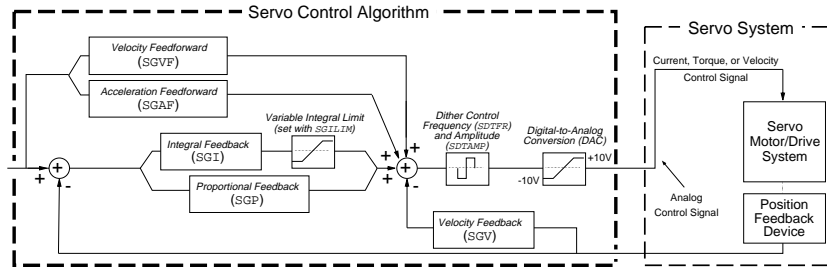 Servo Control Algorithm
Servo System
Velocity Feedforward
(SGVF)
Acceleration Feedforward
(SGAF)
Variable Integral Limit
(set with SGILIM)
Integral Feedback
(SGI)
Proportional Feedback
(SGP)
Velocity Feedback
(SGV)
Dither Control
Frequency (SDTFR)
and Amplitude
(SDTAMP)
Digital-to-Analog
Conversion (DAC)
+10V
-10V
+
-
+
+
+
+
-
Current, Torque, or Velocity
Control Signal
Servo
Motor/Drive
System
Analog
Control Signal
Position
Feedback
Device